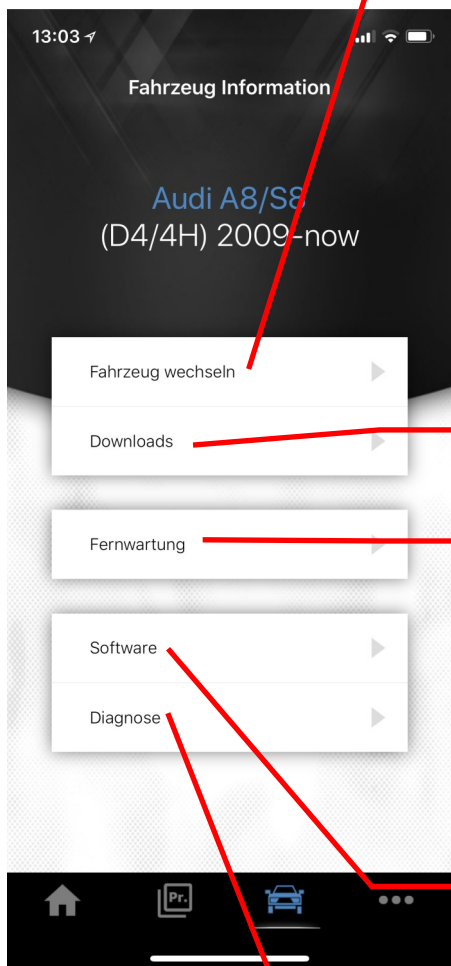 13:03
Fahrzeug Information
Audi A8/S8
(D4/4H) 2009-now
Fahrzeug wechseln
Downloads
Fernwartung
Software
Diagnose
Pr.